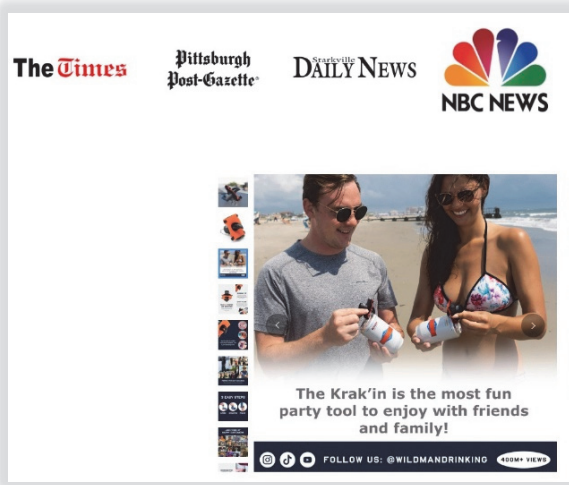 The Times
Pittsburgh
Post-Gazette
Starkville
DAILY NEWS
NBC NEWS
The Krak'in is the most fun
party tool to enjoy with friends
and family!
FOLLOW US: @WILDMANDRINKING
400M+ VIEWS